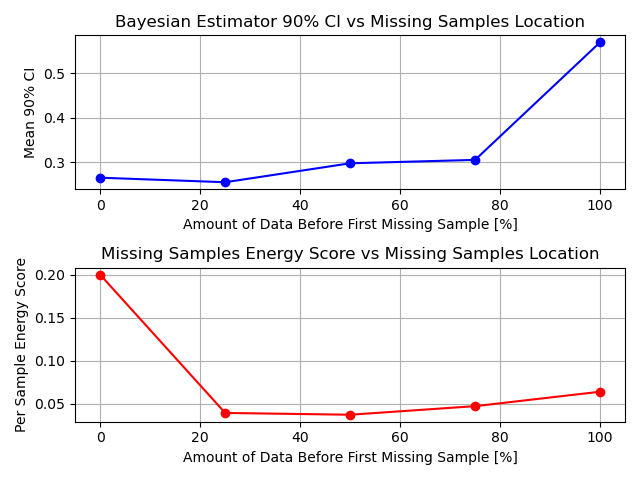 Bayesian Estimator 90% CI vs Missing Samples Location
Mean 90% CI
0.5
0.4
0.3
0 20 40 60 80 100
Amount of Data Before First Missing Sample [%]
Missing Samples Energy Score vs Missing Samples Location
Per Sample Energy Score
0.20
0.15
0.10
0.05
0 20 40 60 80 100
Amount of Data Before First Missing Sample [%]